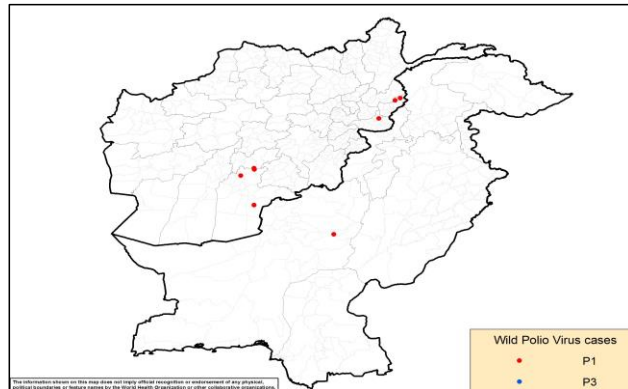 Wild Polio Virus cases
P1
P3
The information shown on this map does not imply official recognition or endorsement of any physical,
political boundaries or feature names by the World Health Organization or other collaborative organizations.